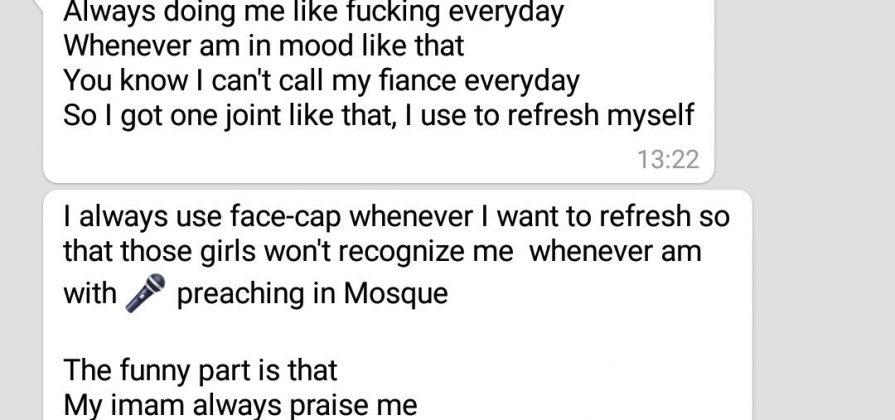 Always doing me like fucking everyday
Whenever am in mood like that
You know I can't call my fiance everyday
So I got one joint like that, I use to refresh myself
13:22
I always use face-cap whenever I want to refresh so
that those girls won't recognize me  whenever am
with 🎤 preaching in Mosque
The funny part is that
My imam always praise me